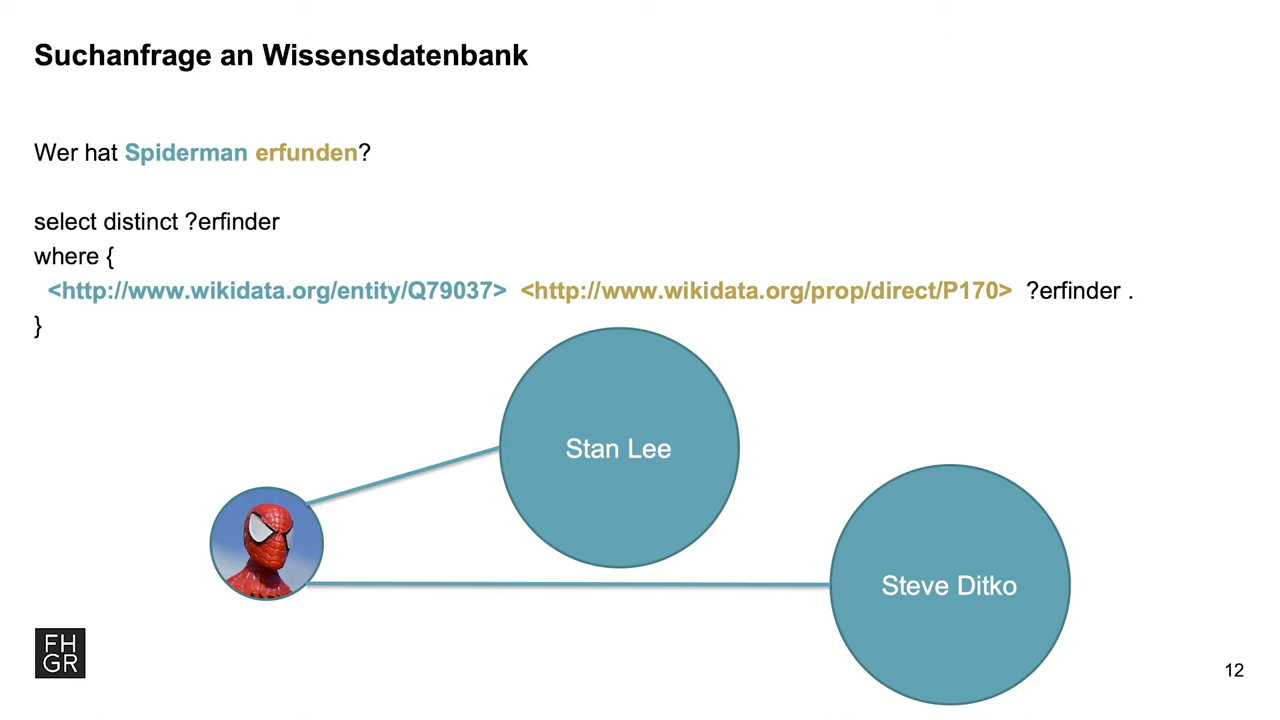 Suchanfrage an Wissensdatenbank
Wer hat Spiderman erfunden?
select distinct ?erfinder
where {
<http://www.wikidata.org/entity/Q79037> <http://www.wikidata.org/prop/direct/P170> ?erfinder .
}
Stan Lee
Steve Ditko
FH
GR
12